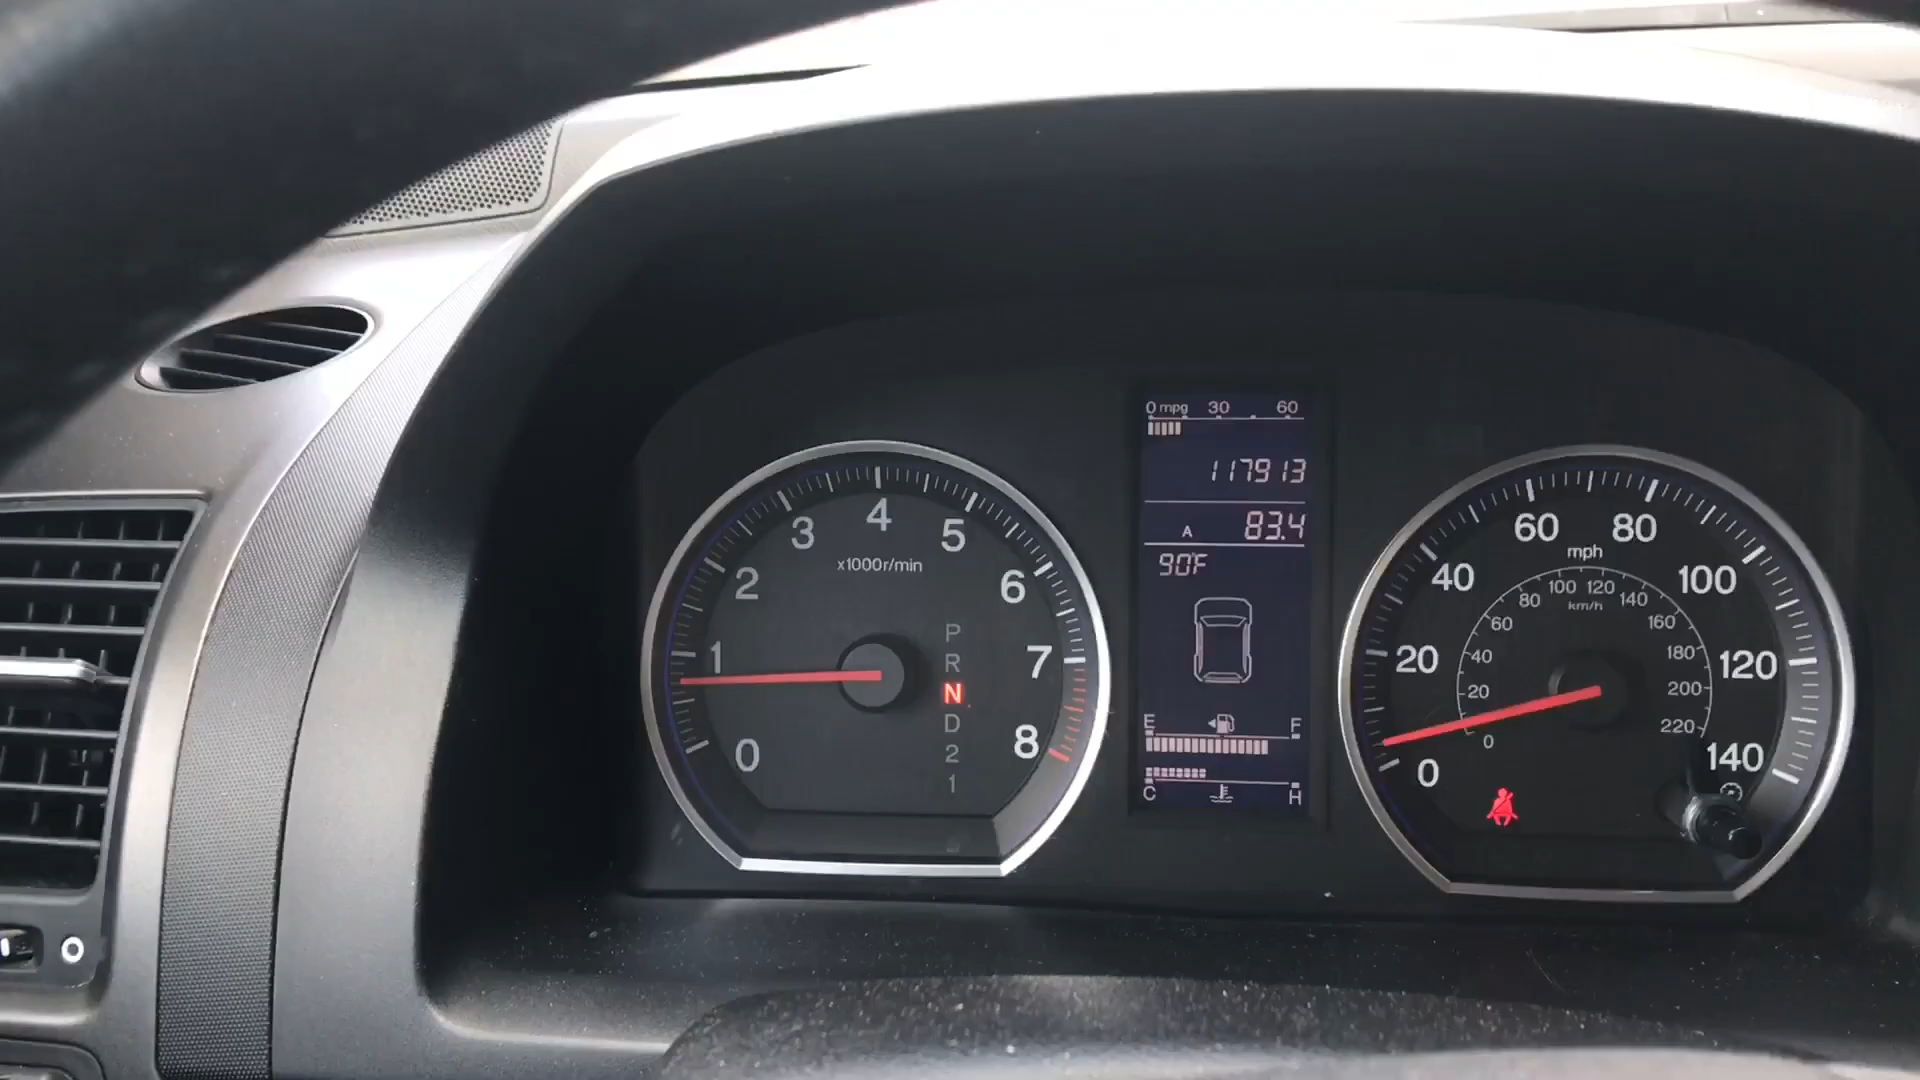 0 mpg 30 60
117913
A 83.4
90°F
E F
C H
0 1 2 3 4 5 6 7 8
x1000r/min
P
R
N
D
2
1
0 20 40 60 80 100 120 140
mph
0 20 40 60 80 100 120 140 160 180 200 220
km/h